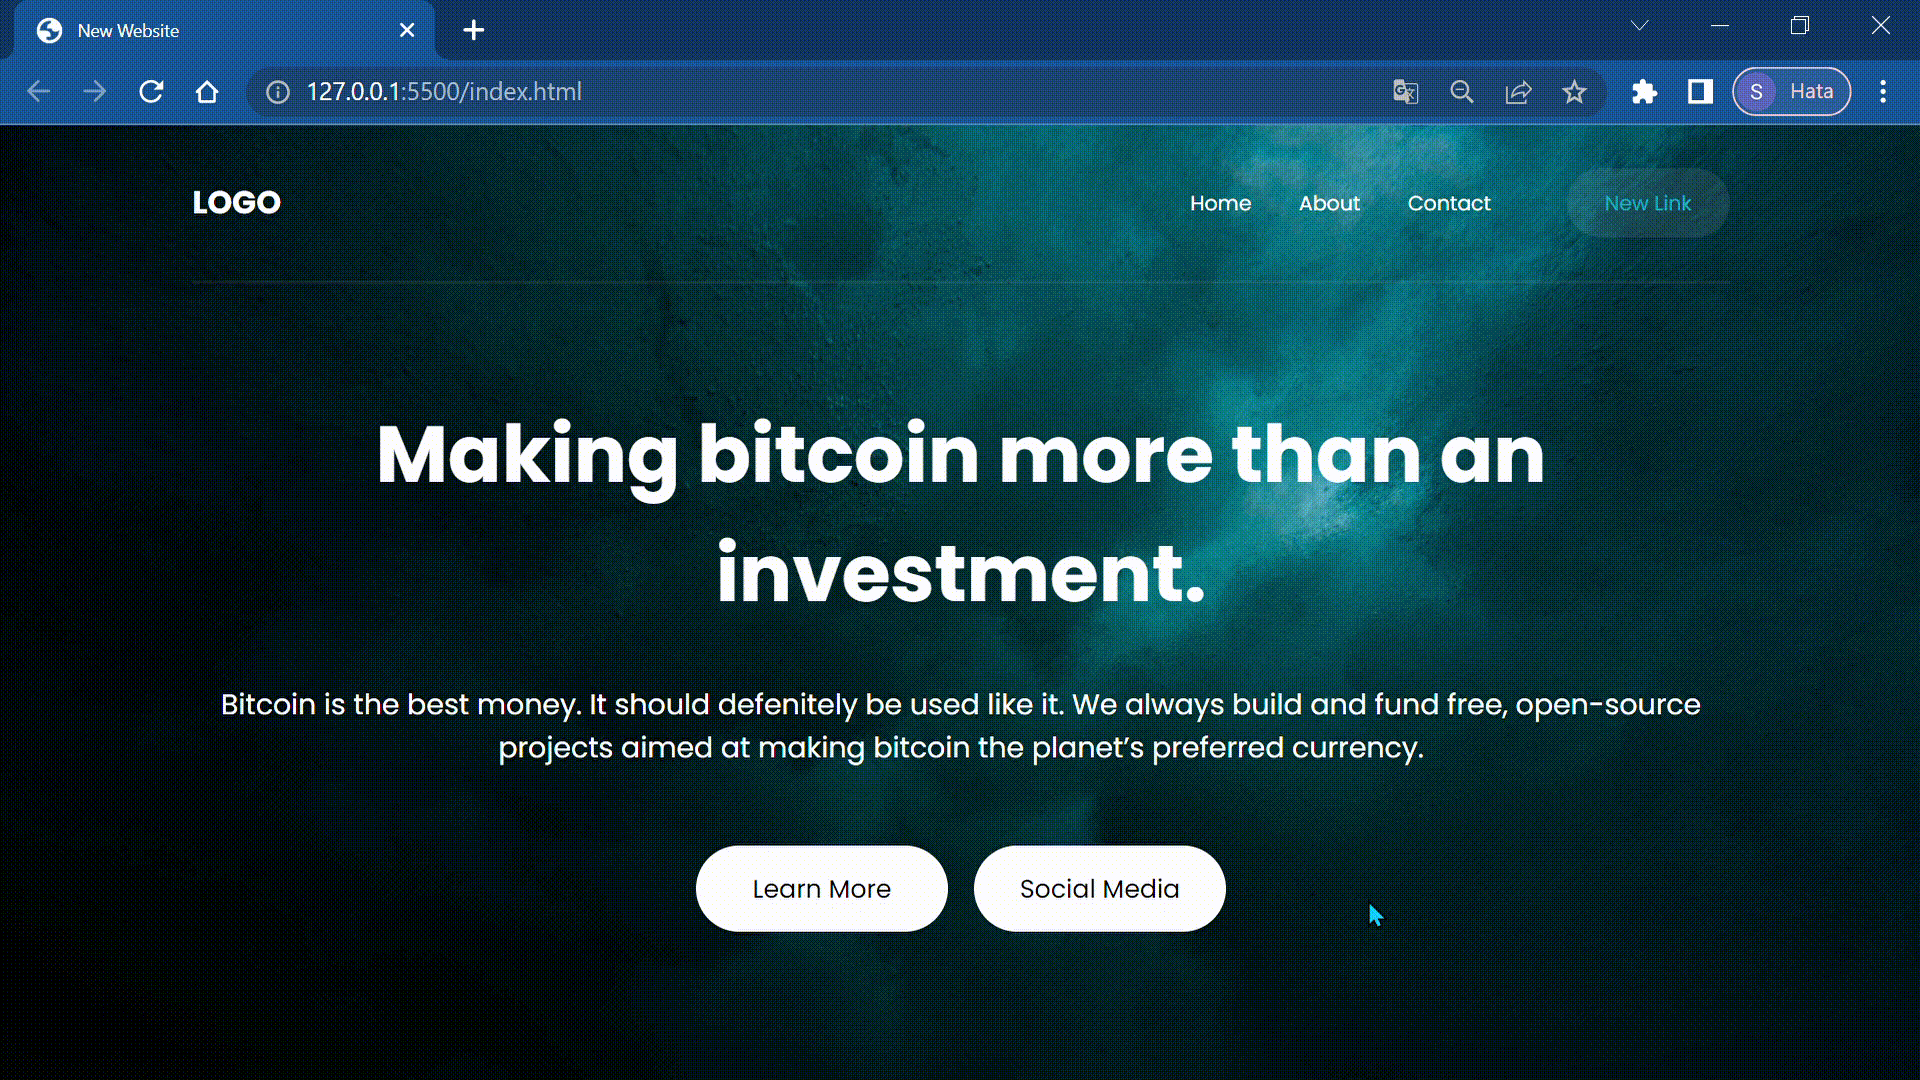 New Website
127.0.0.1:5500/index.html
S Hata
LOGO
Home About Contact New Link
Making bitcoin more than an
investment.
Bitcoin is the best money. It should defenitely be used like it. We always build and fund free, open-source
projects aimed at making bitcoin the planet’s preferred currency.
Learn More Social Media